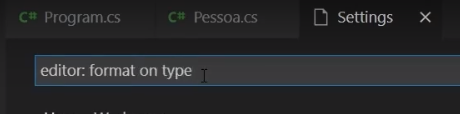 C# Program.cs C# Pessoa.cs Settings
editor: format on type